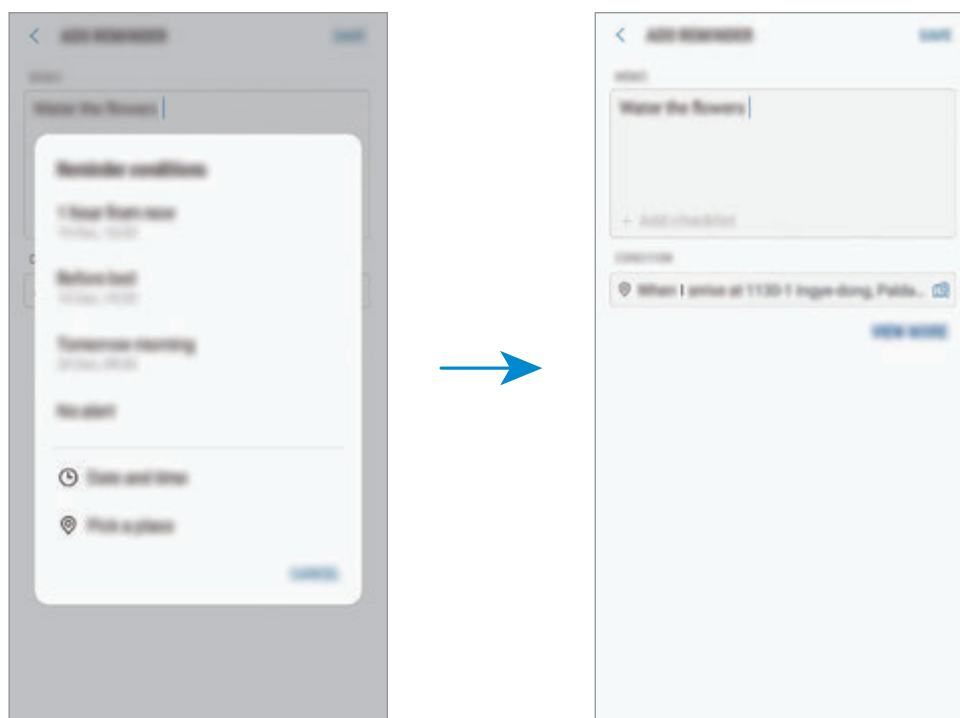 ADD REMINDER SAVE
Water the flowers
Reminder conditions
1 hour from now
Before bed
Tomorrow morning
No alert
Date and time
Pick a place
CANCEL
ADD REMINDER SAVE
MEMO
Water the flowers
+ Add checklist
CONDITION
When I arrive at 1130-1 Ingye-dong, Palda...
VIEW MORE